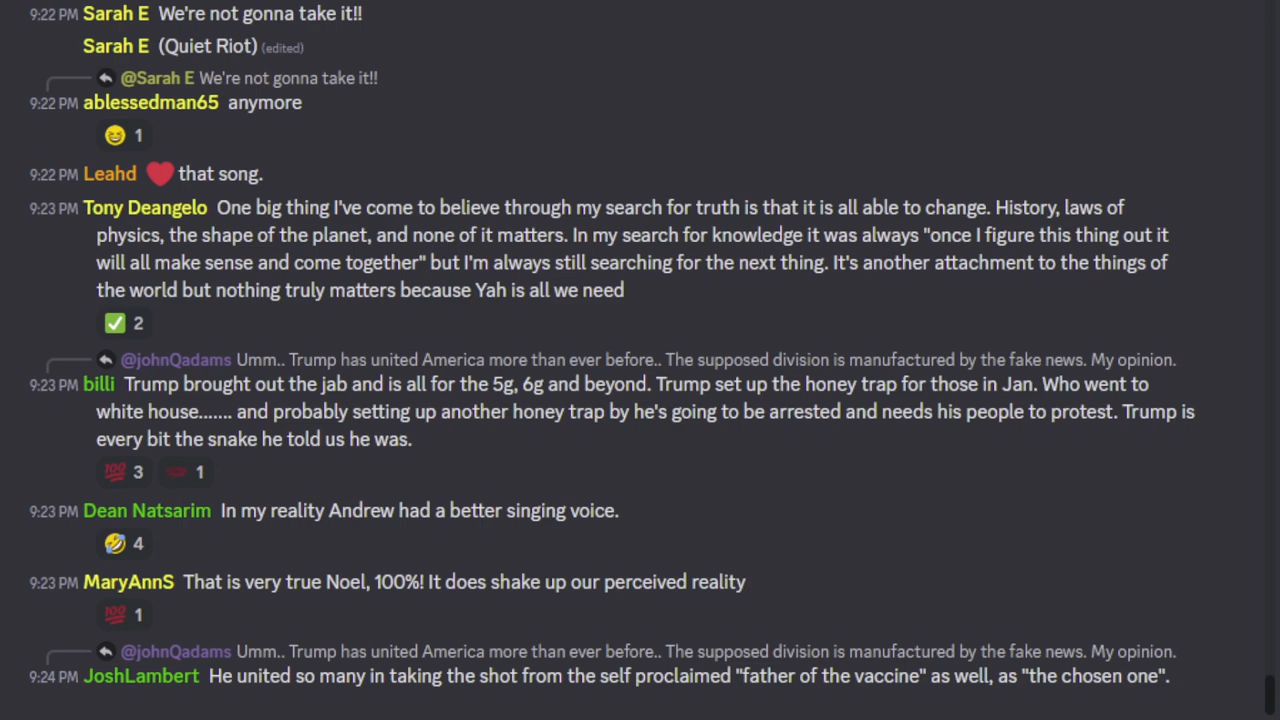 9:22 PM Sarah E We're not gonna take it!!
Sarah E (Quiet Riot) (edited)
@Sarah E We're not gonna take it!!
9:22 PM ablessedman65 anymore
1
9:22 PM Leahd that song.
9:23 PM Tony Deangelo One big thing I've come to believe through my search for truth is that it is all able to change. History, laws of
physics, the shape of the planet, and none of it matters. In my search for knowledge it was always "once I figure this thing out it
will all make sense and come together" but I'm always still searching for the next thing. It's another attachment to the things of
the world but nothing truly matters because Yah is all we need
2
@johnQadams Umm.. Trump has united America more than ever before.. The supposed division is manufactured by the fake news. My opinion.
9:23 PM billi Trump brought out the jab and is all for the 5g, 6g and beyond. Trump set up the honey trap for those in Jan. Who went to
white house....... and probably setting up another honey trap by he's going to be arrested and needs his people to protest. Trump is
every bit the snake he told us he was.
100 3 1
9:23 PM Dean Natsarim In my reality Andrew had a better singing voice.
4
9:23 PM MaryAnnS That is very true Noel, 100%! It does shake up our perceived reality
100 1
@johnQadams Umm.. Trump has united America more than ever before.. The supposed division is manufactured by the fake news. My opinion.
9:24 PM JoshLambert He united so many in taking the shot from the self proclaimed "father of the vaccine" as well, as "the chosen one".